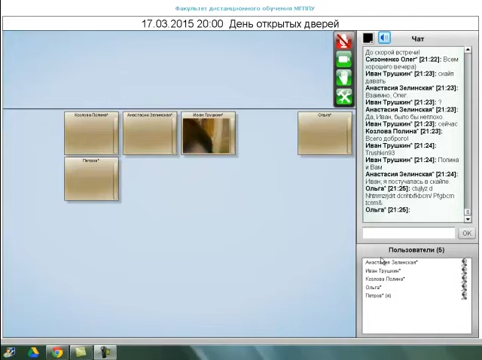 Факультет дистанционного обучения МГППУ
17.03.2015 20:00 День открытых дверей
Козлова Полина*
Анастасия Зелинская*
Иван Трушкин*
Ольга*
Петров*
Чат
До скорой встречи!
Сизоненко Олег* [21:22]: Всем
хорошего вечера)
Иван Трушкин* [21:23]: скайп
давать
Анастасия Зелинская* [21:23]:
Взаимно, Олег.
Иван Трушкин* [21:23]: ?
Анастасия Зелинская* [21:23]:
Да, Иван, было бы неплохо
Иван Трушкин* [21:23]: сейчас
Козлова Полина* [21:23]:
Всего доброго!
Иван Трушкин* [21:24]:
Trushkin93
Иван Трушкин* [21:24]: Полина
и Вам
Анастасия Зелинская* [21:24]:
Иван, я постучалась в скайпе.
Ольга* [21:25]:
Ольга* [21:25]:
OK
Пользователи (5)
Анастасия Зелинская*
Иван Трушкин*
Козлова Полина*
Ольга*
Петров* (я)